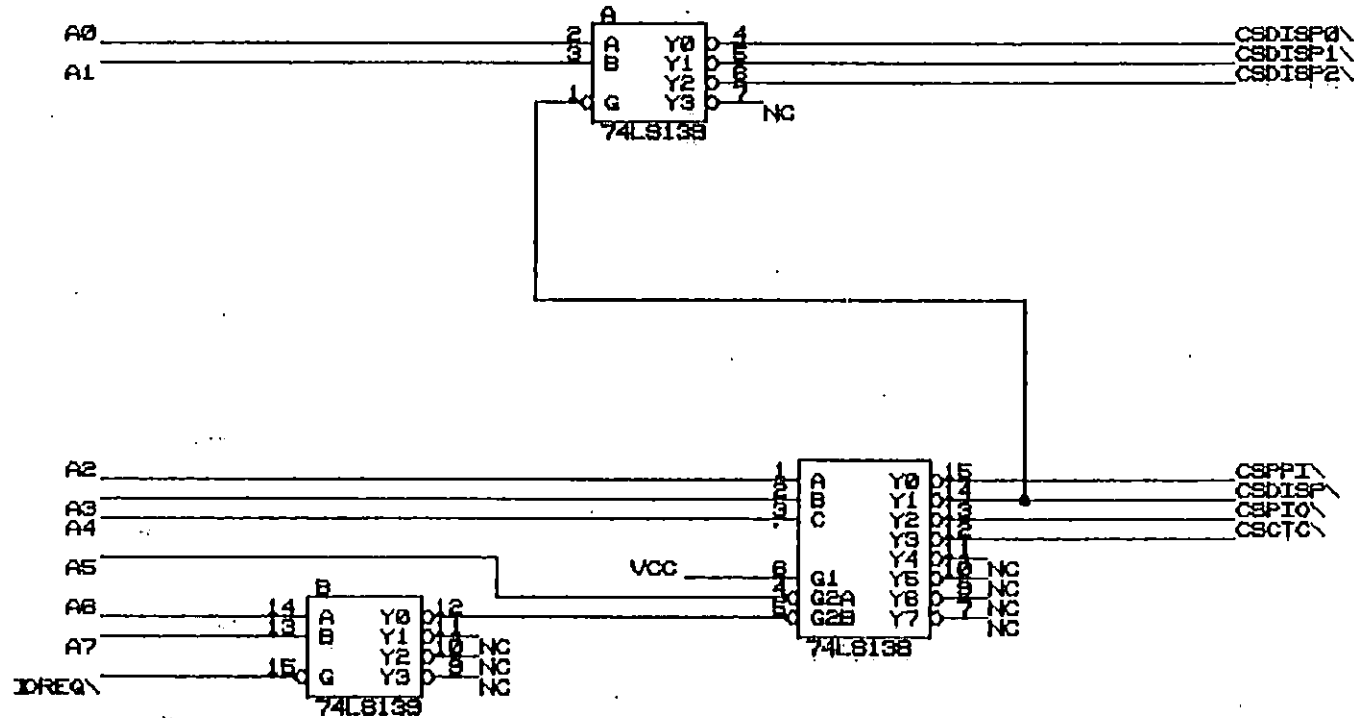 A
A0 2 A Y0 4 CSDISP0\
A1 3 B Y1 5 CSDISP1\
Y2 6 CSDISP2\
1 G Y3 7 NC
74LS139
A2 1 A Y0 15 CSPPI\
A3 2 B Y1 14 CSDISP\
A4 3 C Y2 13 CSPIO\
Y3 12 CSCTC\
Y4 11 NC
A5 VCC 6 G1 Y5 10 NC
4 G2A Y6 9 NC
5 G2B Y7 7 NC
74LS138
B
A6 14 A Y0 12
A7 13 B Y1 11 NC
Y2 10 NC
IOREQ\ 15 G Y3 9 NC
74LS139